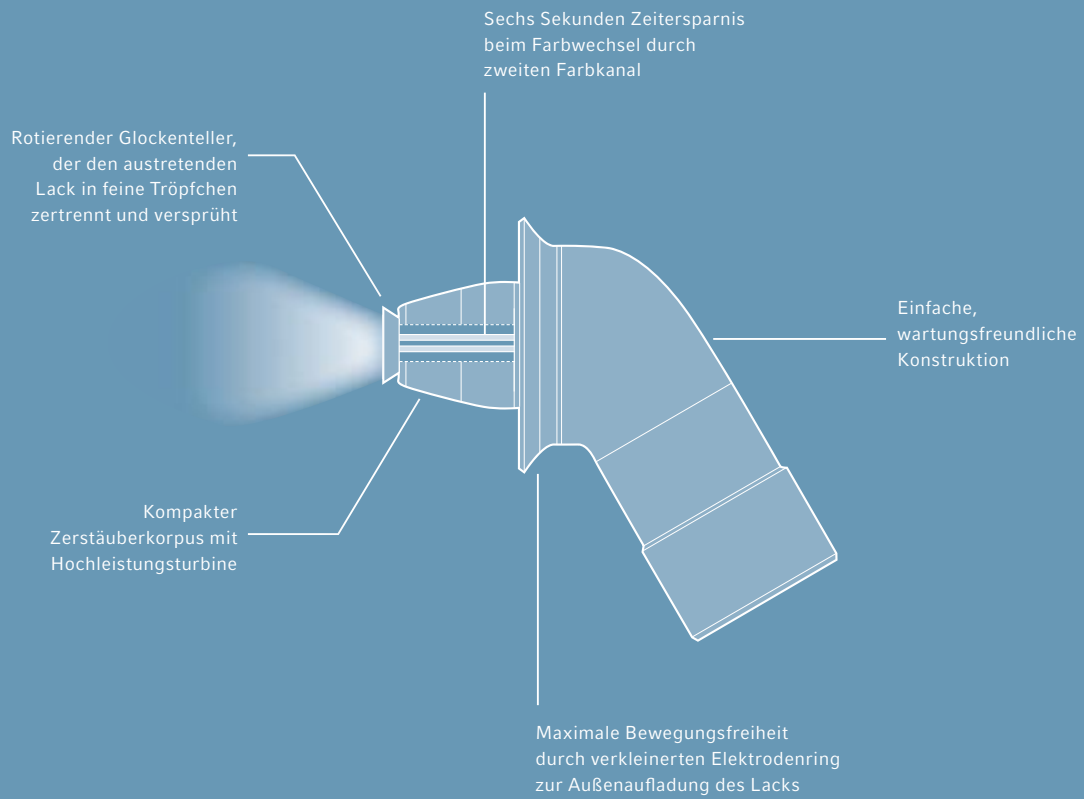 Sechs Sekunden Zeitersparnis
beim Farbwechsel durch
zweiten Farbkanal
Rotierender Glockenteller,
der den austretenden
Lack in feine Tröpfchen
zertrennt und versprüht
Einfache,
wartungsfreundliche
Konstruktion
Kompakter
Zerstäuberkorpus mit
Hochleistungsturbine
Maximale Bewegungsfreiheit
durch verkleinerten Elektrodenring
zur Außenaufladung des Lacks